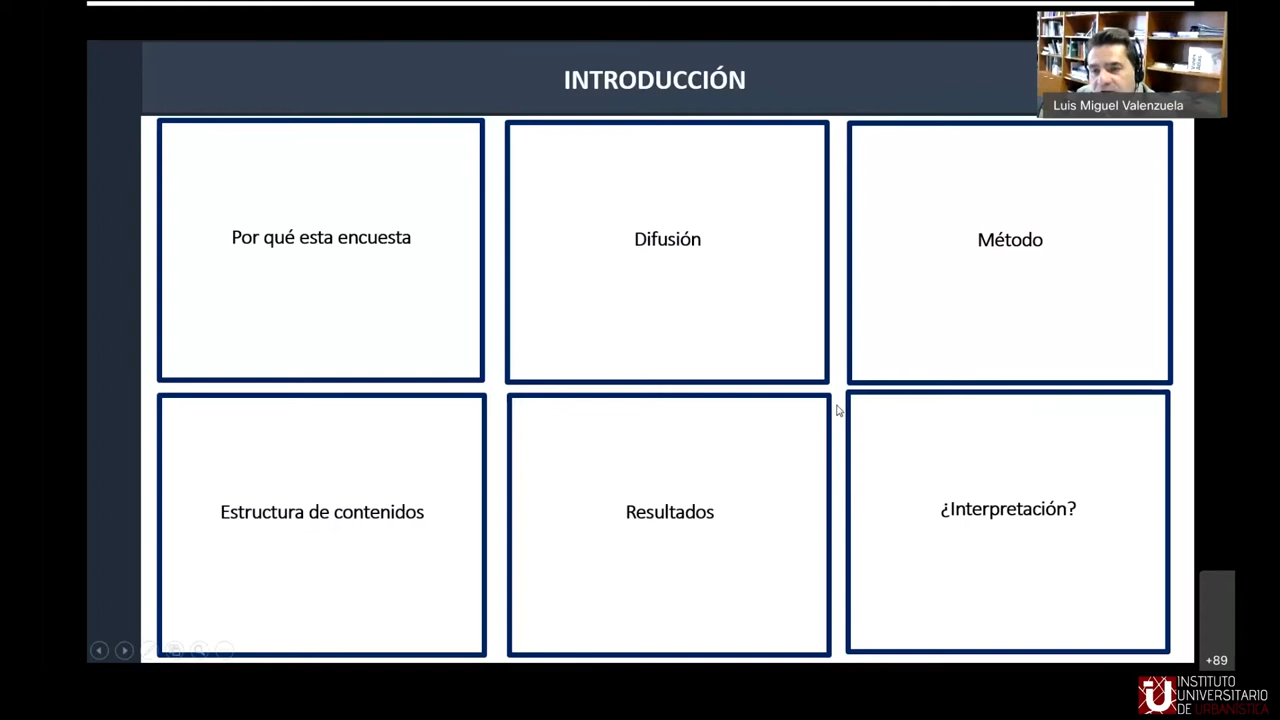 INTRODUCCIÓN
Luis Miguel Valenzuela
Por qué esta encuesta
Difusión
Método
Estructura de contenidos
Resultados
¿Interpretación?
+89
INSTITUTO
UNIVERSITARIO
DE URBANÍSTICA